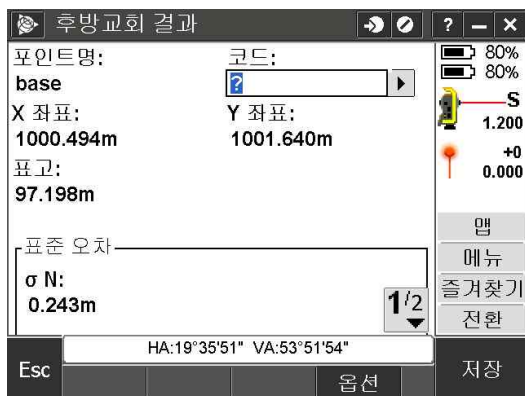 후방교회 결과
? – ×
포인트명:
코드:
base
?
X 좌표:
Y 좌표:
1000.494m
1001.640m
표고:
97.198m
표준 오차
σ N:
0.243m
1/2
80%
80%
S
1.200
+0
0.000
맵
메뉴
즐겨찾기
전환
HA:19°35'51" VA:53°51'54"
Esc
옵션
저장